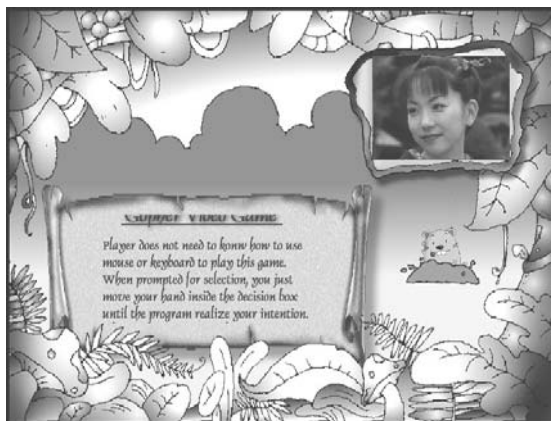 Gopher Video Game
Player does not need to konw how to use
mouse or keyboard to play this game.
When prompted for selection, you just
move your hand inside the decision box
until the program realize your intention.